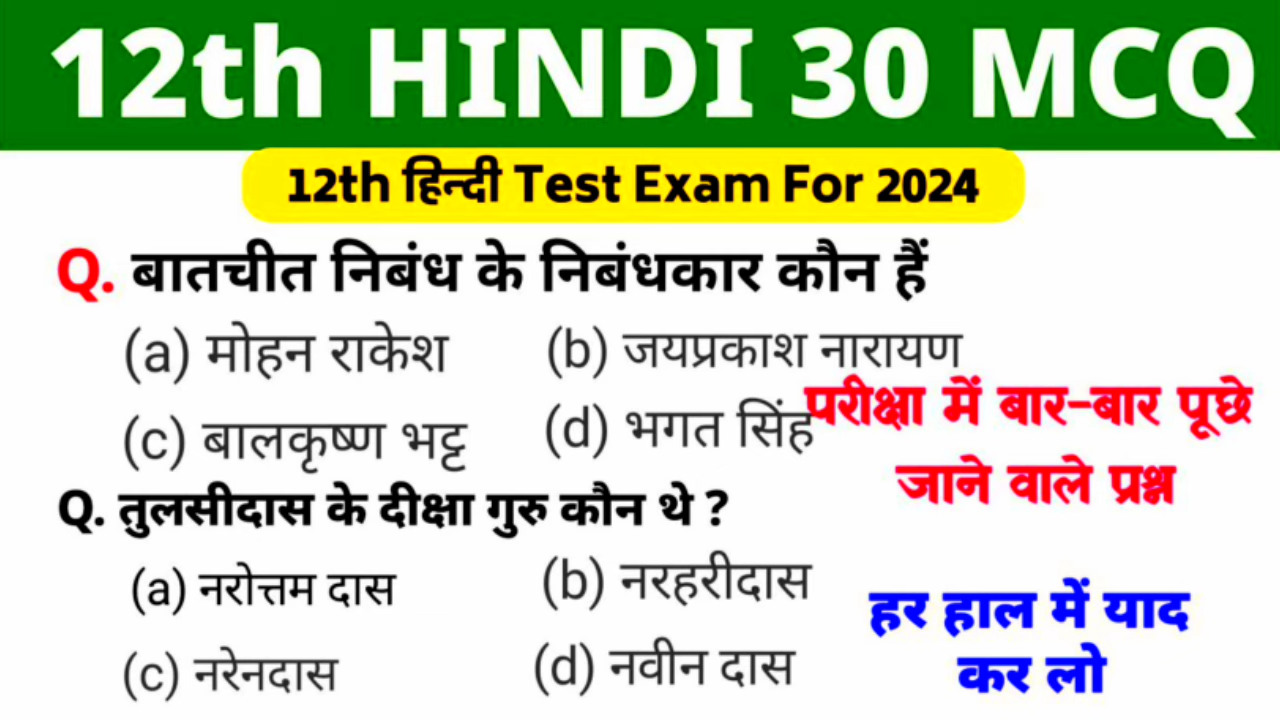 12th HINDI 30 MCQ
12th हिन्दी Test Exam For 2024
Q. बातचीत निबंध के निबंधकार कौन हैं
(a) मोहन राकेश (b) जयप्रकाश नारायण
(c) बालकृष्ण भट्ट (d) भगत सिंह
परीक्षा में बार-बार पूछे
जाने वाले प्रश्न
Q. तुलसीदास के दीक्षा गुरु कौन थे ?
(a) नरोत्तम दास (b) नरहरीदास
(c) नरेनदास (d) नवीन दास
हर हाल में याद
कर लो